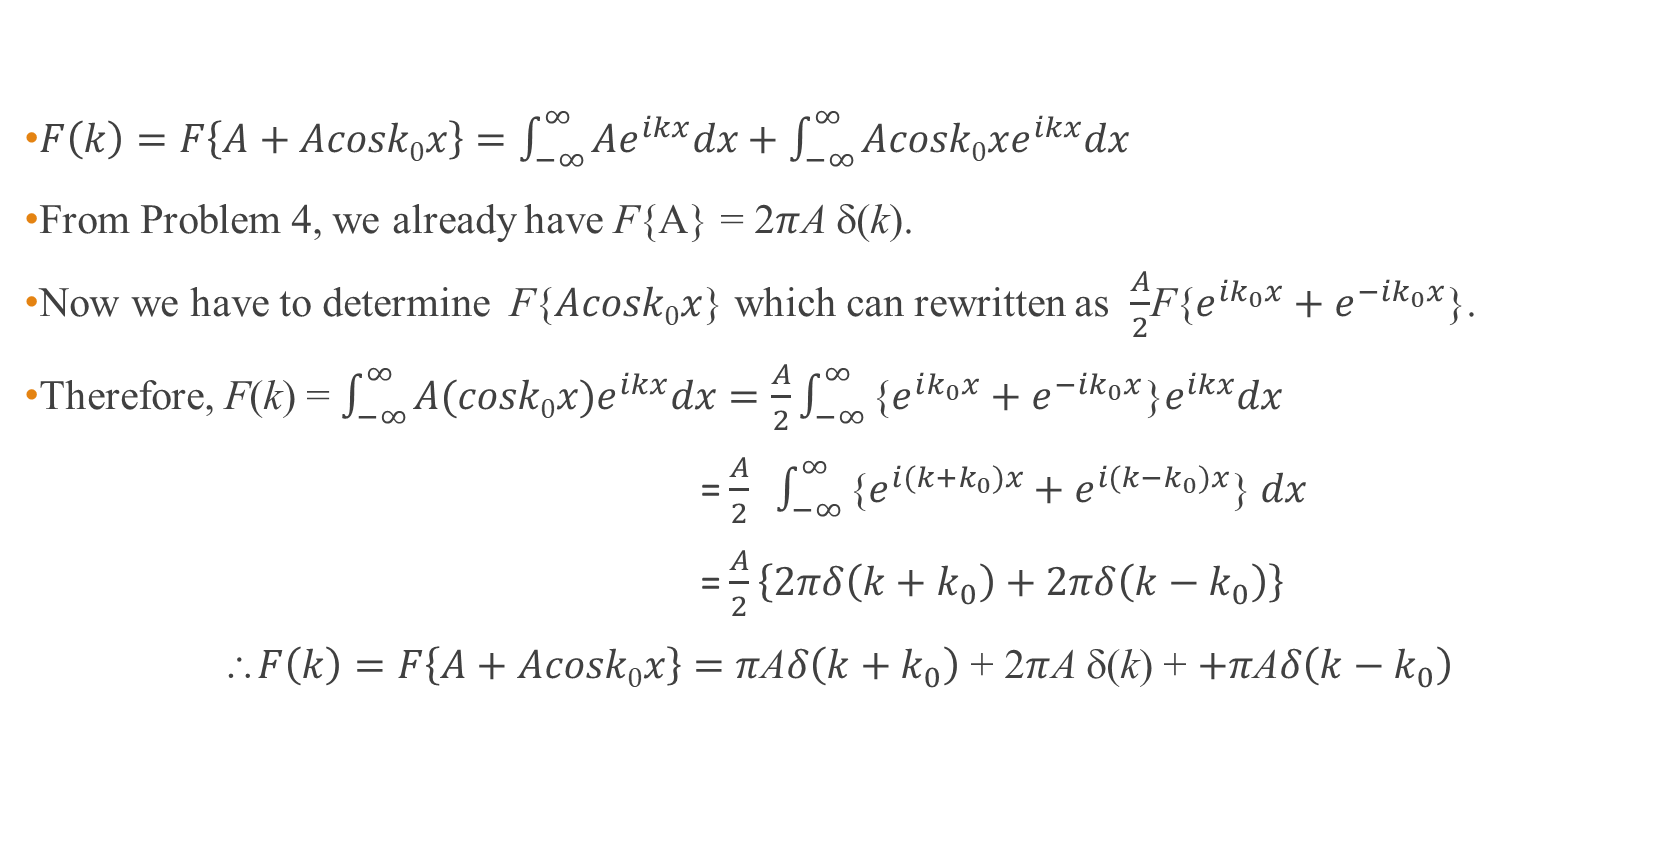 •F(k) = F{A + Acosk₀x} = ∫_{−∞}^{∞} Ae^{ikx}dx + ∫_{−∞}^{∞} Acosk₀xe^{ikx}dx
•From Problem 4, we already have F{A} = 2πA δ(k).
•Now we have to determine F{Acosk₀x} which can rewritten as A/2 F{e^{ik₀x} + e^{−ik₀x}}.
•Therefore, F(k) = ∫_{−∞}^{∞} A(cosk₀x)e^{ikx}dx = A/2 ∫_{−∞}^{∞} {e^{ik₀x} + e^{−ik₀x}}e^{ikx}dx
= A/2 ∫_{−∞}^{∞} {e^{i(k+k₀)x} + e^{i(k−k₀)x}} dx
= A/2 {2πδ(k + k₀) + 2πδ(k − k₀)}
∴F(k) = F{A + Acosk₀x} = πAδ(k + k₀) + 2πA δ(k) + +πAδ(k − k₀)